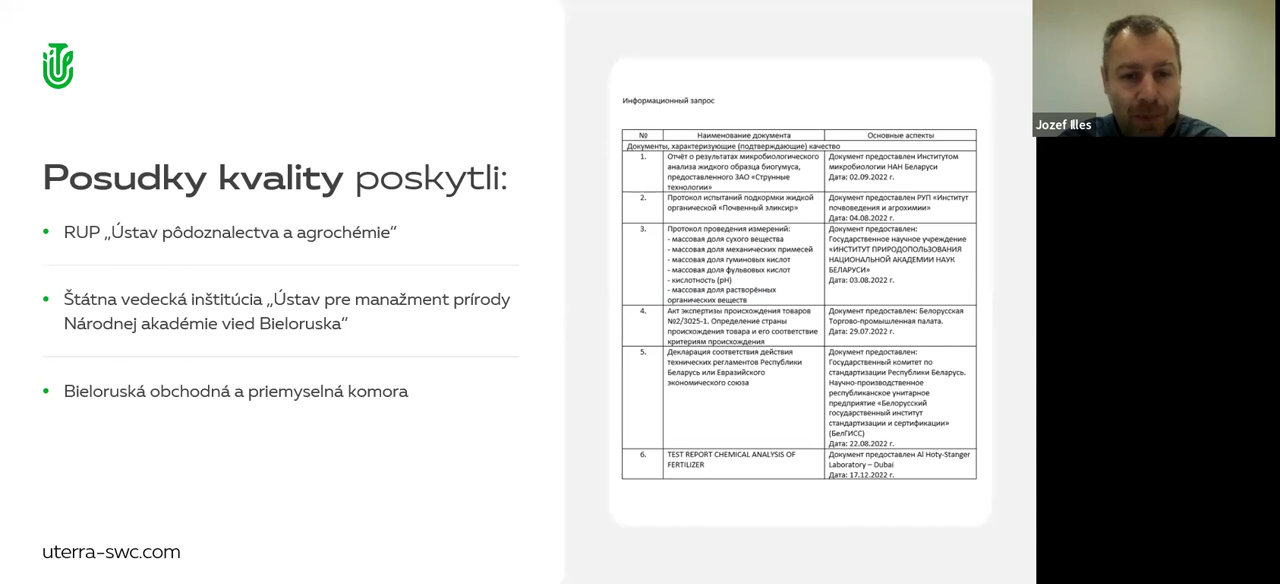 Posudky kvality poskytli:
• RUP „Ústav pôdoznalectva a agrochémie“
• Štátna vedecká inštitúcia „Ústav pre manažment prírody
Národnej akadémie vied Bieloruska“
• Bieloruská obchodná a priemyselná komora
uterra-swc.com
Информационный запрос
№ Наименование документа Основные аспекты
Документы, характеризующие (подтверждающие) качество
1. Отчёт о результатах микробиологического Документ предоставлен Институтом
анализа жидкого образца биогумуса, микробиологии НАН Беларуси
предоставленного ЗАО «Струнные Дата: 02.09.2022 г.
технологии»
2. Протокол испытаний подкормки жидкой Документ предоставлен РУП «Институт
органической «Почвенный эликсир» почвоведения и агрохимии»
Дата: 04.08.2022 г.
3. Протокол проведения измерений: Документ предоставлен:
- массовая доля сухого вещества Государственное научное учреждение
- массовая доля механических примесей «ИНСТИТУТ ПРИРОДОПОЛЬЗОВАНИЯ
- массовая доля гуминовых кислот НАЦИОНАЛЬНОЙ АКАДЕМИИ НАУК
- массовая доля фульвовых кислот БЕЛАРУСИ»
- кислотность (pH) Дата: 03.08.2022 г.
- массовая доля растворённых
органических веществ
4. Акт экспертизы происхождения товаров Документ предоставлен: Белорусская
№2/3025-1. Определение страны Торгово-промышленная палата.
происхождения товара и его соответствие Дата: 29.07.2022 г.
критериям происхождения
5. Декларация соответствия действия Документ предоставлен:
технических регламентов Республики Государственный комитет по
Беларусь или Евразийского стандартизации Республики Беларусь.
экономического союза Научно-производственное
республиканское унитарное
предприятие «Белорусский
государственный институт
стандартизации и сертификации»
(БелГИСС)
Дата: 22.08.2022 г.
6. TEST REPORT CHEMICAL ANALYSIS OF Документ предоставлен Al Hoty-Stanger
FERTILIZER Laboratory – Dubai
Дата: 17.12.2022 г.
Jozef Illes